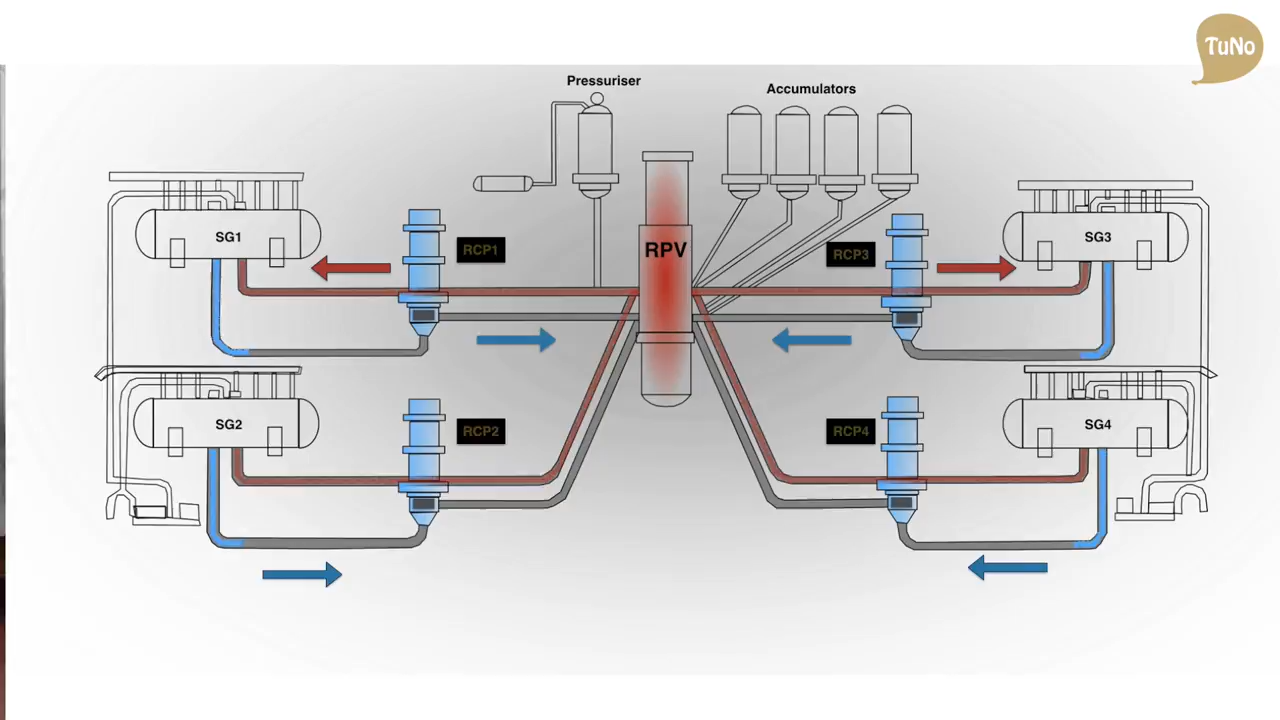 TuNo
Pressuriser
Accumulators
SG1
RCP1
RPV
RCP3
SG3
SG2
RCP2
RCP4
SG4